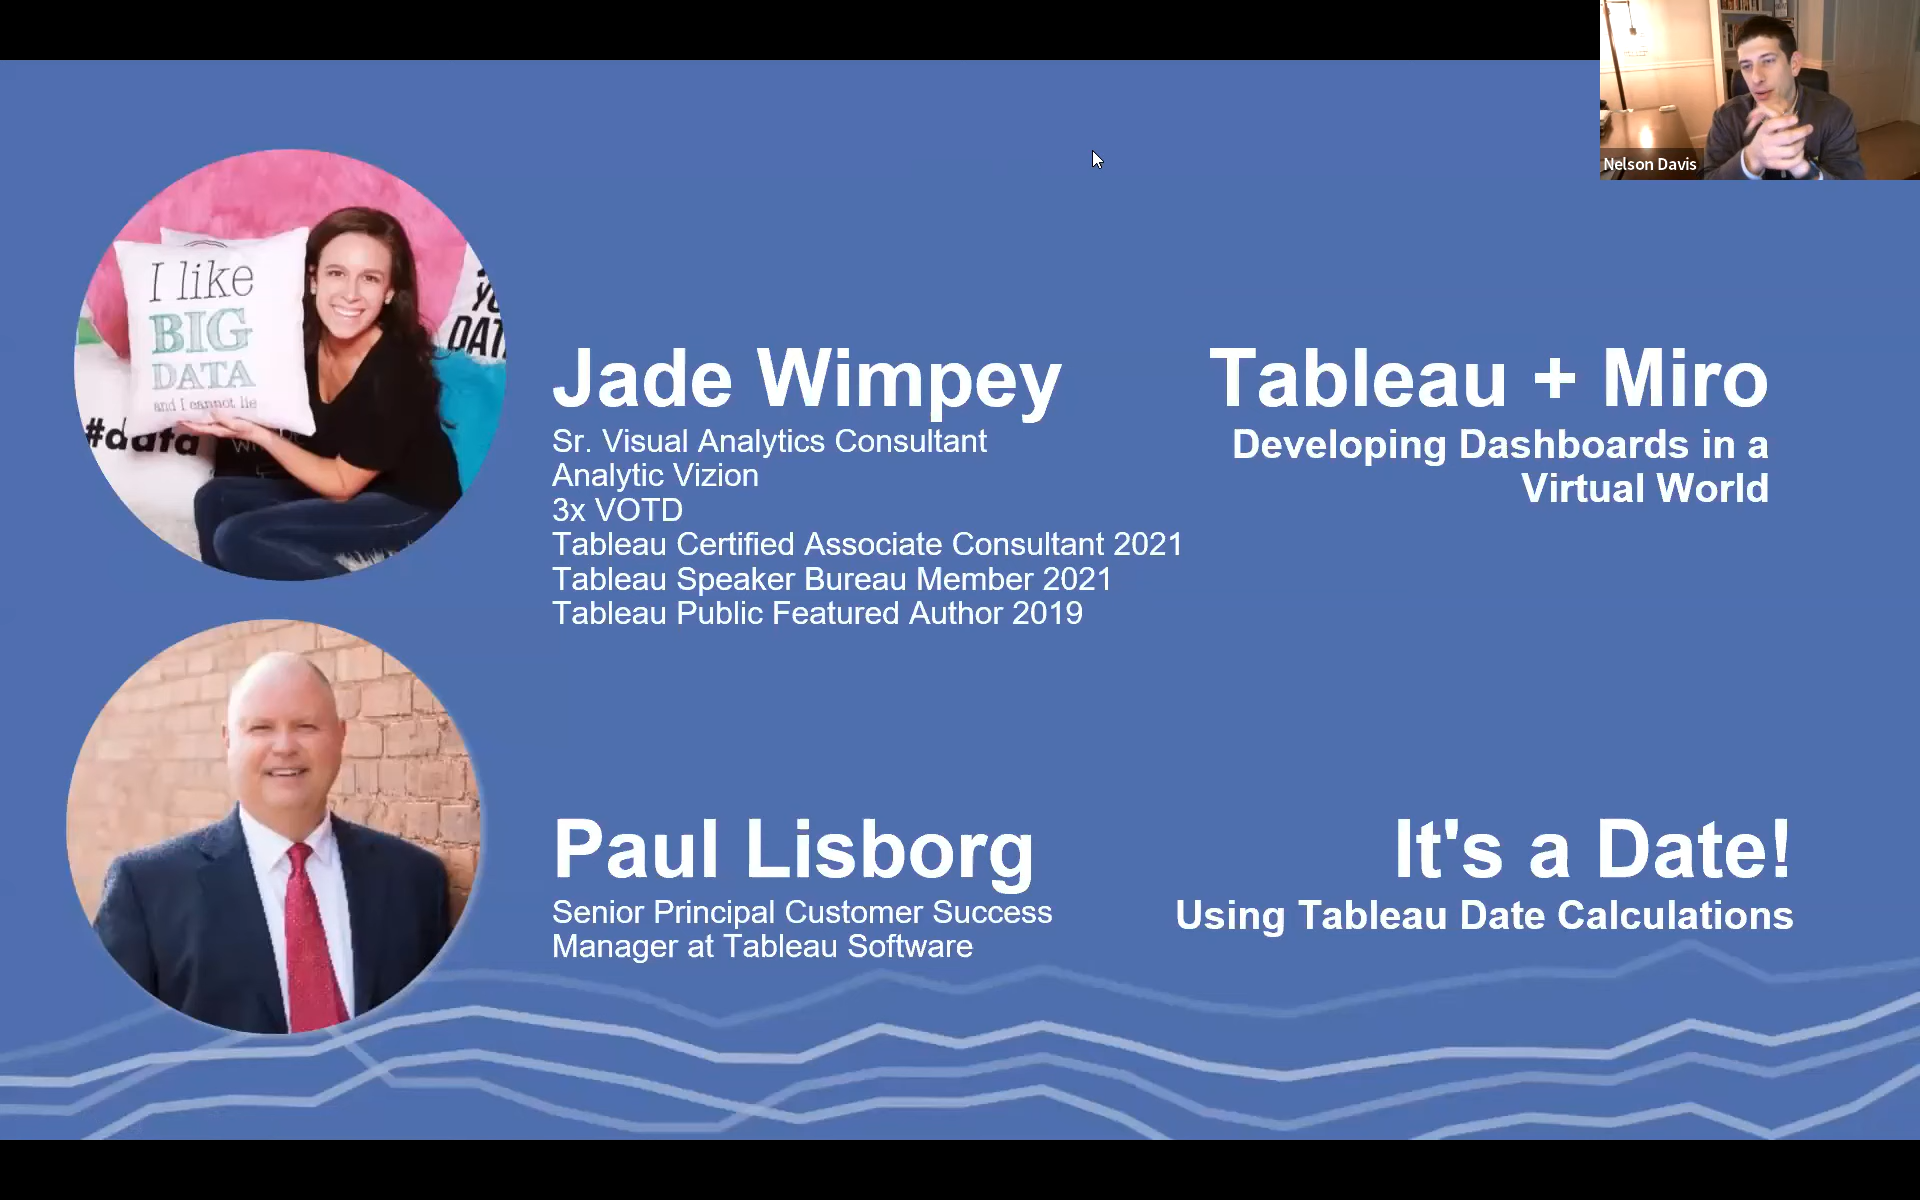 Nelson Davis
I like
BIG
DATA
and I cannot lie
#data
YO
DAT
Jade Wimpey
Sr. Visual Analytics Consultant
Analytic Vizion
3x VOTD
Tableau Certified Associate Consultant 2021
Tableau Speaker Bureau Member 2021
Tableau Public Featured Author 2019
Tableau + Miro
Developing Dashboards in a
Virtual World
Paul Lisborg
Senior Principal Customer Success
Manager at Tableau Software
It's a Date!
Using Tableau Date Calculations